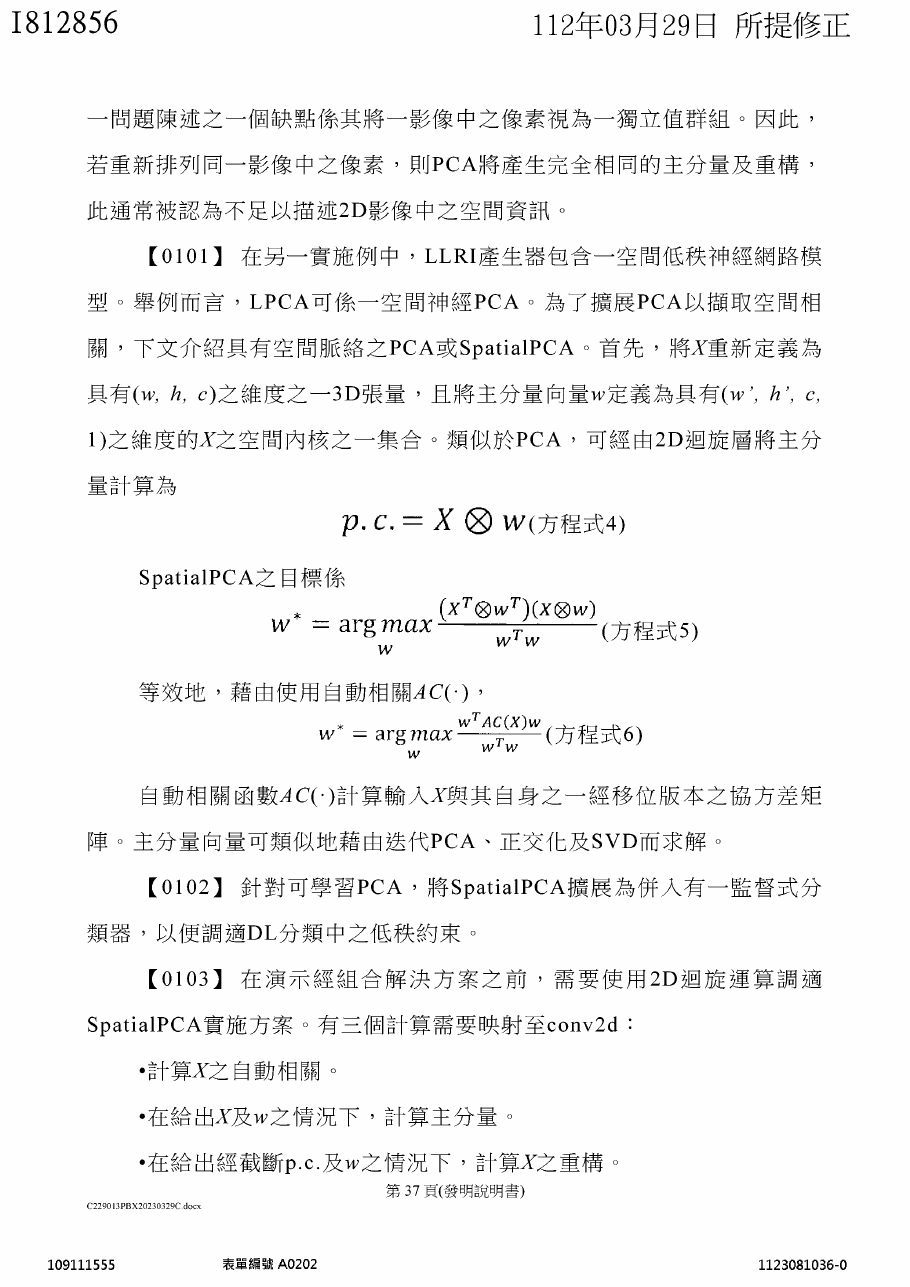 I812856
112年03月29日 所提修正
一問題陳述之一個缺點係其將一影像中之像素視為一獨立值群組。因此，
若重新排列同一影像中之像素，則PCA將產生完全相同的主分量及重構，
此通常被認為不足以描述2D影像中之空間資訊。
【0101】 在另一實施例中，LLRI產生器包含一空間低秩神經網路模
型。舉例而言，LPCA可係一空間神經PCA。為了擴展PCA以擷取空間相
關，下文介紹具有空間脈絡之PCA或SpatialPCA。首先，將X重新定義為
具有(w, h, c)之維度之一3D張量，且將主分量向量w定義為具有(w’, h’, c,
1)之維度的X之空間內核之一集合。類似於PCA，可經由2D迴旋層將主分
量計算為
p.c.= X ⊗ w(方程式4)
SpatialPCA之目標係
w* = arg max_w (X^T⊗w^T)(X⊗w) / w^T w (方程式5)
等效地，藉由使用自動相關AC(·)，
w* = arg max_w w^T AC(X)w / w^T w (方程式6)
自動相關函數AC(·)計算輸入X與其自身之一經移位版本之協方差矩
陣。主分量向量可類似地藉由迭代PCA、正交化及SVD而求解。
【0102】 針對可學習PCA，將SpatialPCA擴展為併入有一監督式分
類器，以便調適DL分類中之低秩約束。
【0103】 在演示經組合解決方案之前，需要使用2D迴旋運算調適
SpatialPCA實施方案。有三個計算需要映射至conv2d：
•計算X之自動相關。
•在給出X及w之情況下，計算主分量。
•在給出經截斷p.c.及w之情況下，計算X之重構。
第 37 頁(發明說明書)
C229013PBX20230329C.docx
109111555
表單編號 A0202
1123081036-0